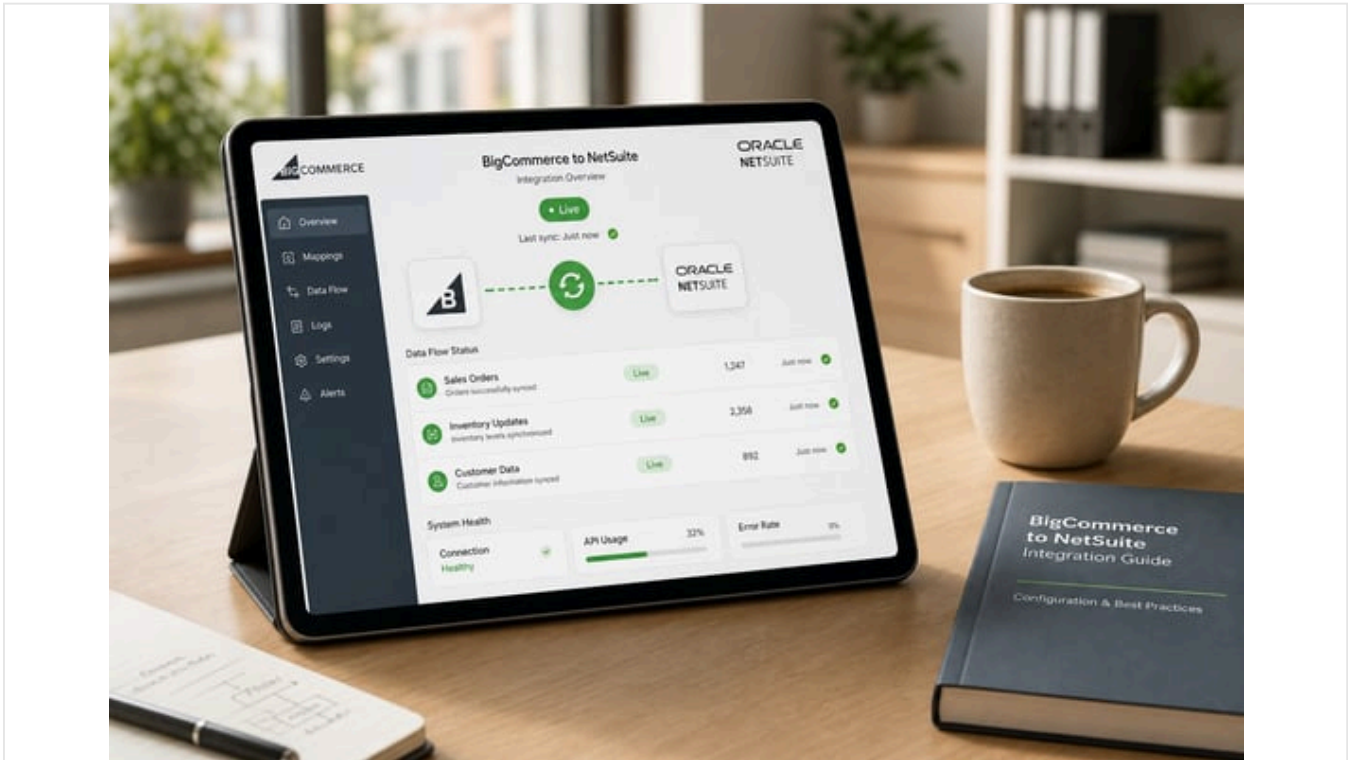 BIGCOMMERCE
BigCommerce to NetSuite
Integration Overview
ORACLE
NETSUITE
Live
Last sync: Just now
Overview
Mappings
Data Flow
Logs
Settings
Alerts
B
ORACLE
NETSUITE
Data Flow Status
Sales Orders
Orders successfully synced
Live
1,247
Just now
Inventory Updates
Inventory levels synchronized
Live
3,358
Just now
Customer Data
Customer information synced
Live
892
Just now
System Health
Connection
Healthy
API Usage
32%
Error Rate
BigCommerce
to NetSuite
Integration Guide
Configuration & Best Practices